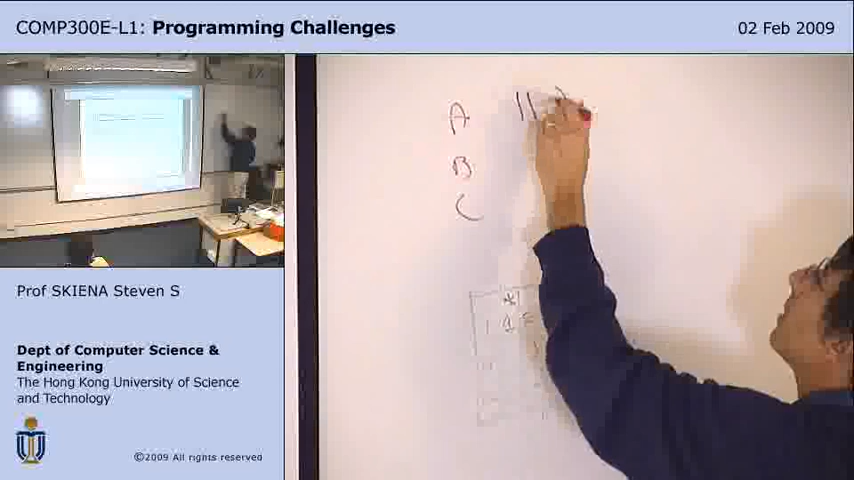 COMP300E-L1: Programming Challenges
02 Feb 2009
A
B
C
Prof SKIENA Steven S
Dept of Computer Science &
Engineering
The Hong Kong University of Science
and Technology
©2009 All rights reserved